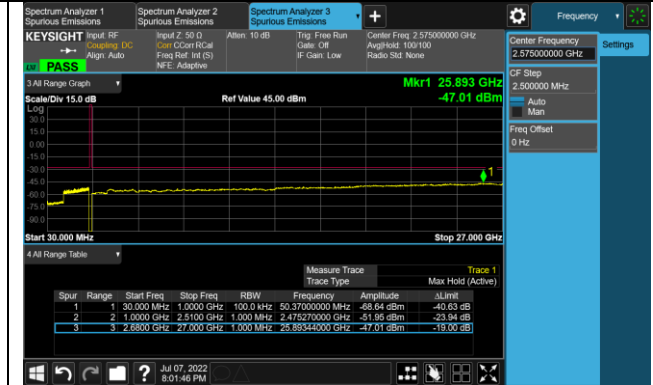 Spectrum Analyzer 1
Spurious Emissions
Spectrum Analyzer 2
Spurious Emissions
Spectrum Analyzer 3
Spurious Emissions
Frequency
KEYSIGHT
Input: RF
Coupling: DC
Align: Auto
Input Z: 50 Ω
Corr CCorr RCal
Freq Ref: Int (S)
NFE: Adaptive
Atten: 10 dB
Trig: Free Run
Gate: Off
IF Gain: Low
Center Freq: 2.575000000 GHz
Avg|Hold: 100/100
Radio Std: None
LXI PASS
Center Frequency
2.575000000 GHz
Settings
CF Step
2.500000 MHz
Auto
Man
Freq Offset
0 Hz
3 All Range Graph
Mkr1 25.893 GHz
Scale/Div 15.0 dB
Ref Value 45.00 dBm
-47.01 dBm
Log
30.0
15.0
0.00
-15.0
-30.0
-45.0
-60.0
-75.0
-90.0
1
Start 30.000 MHz
Stop 27.000 GHz
4 All Range Table
Measure Trace Trace 1
Trace Type Max Hold (Active)
Spur Range Start Freq Stop Freq RBW Frequency Amplitude ΔLimit
1 1 30.000 MHz 1.0000 GHz 100.0 kHz 50.37000000 MHz -68.64 dBm -40.63 dB
2 2 1.0000 GHz 2.5100 GHz 1.000 MHz 2.475270000 GHz -51.95 dBm -23.94 dB
3 3 2.6800 GHz 27.000 GHz 1.000 MHz 25.89344000 GHz -47.01 dBm -19.00 dB
Jul 07, 2022
8:01:46 PM